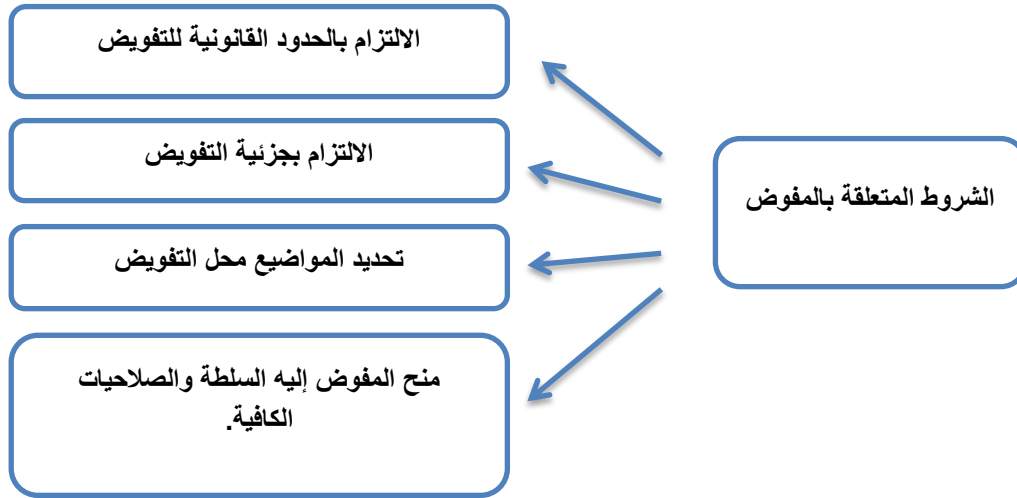 الشروط المتعلقة بالمفوض
الالتزام بالحدود القانونية للتفويض
الالتزام بجزئية التفويض
تحديد المواضيع محل التفويض
منح المفوض إليه السلطة والصلاحيات
الكافية.